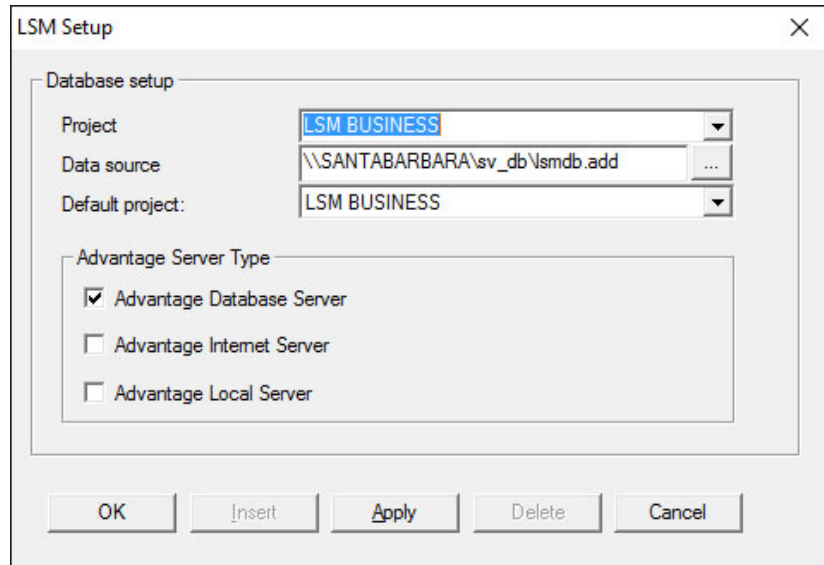 LSM Setup
Database setup
Project LSM BUSINESS
Data source \\SANTABARBARA\sv_db\lsmdb.add ...
Default project: LSM BUSINESS
Advantage Server Type
Advantage Database Server
Advantage Internet Server
Advantage Local Server
OK Insert Apply Delete Cancel